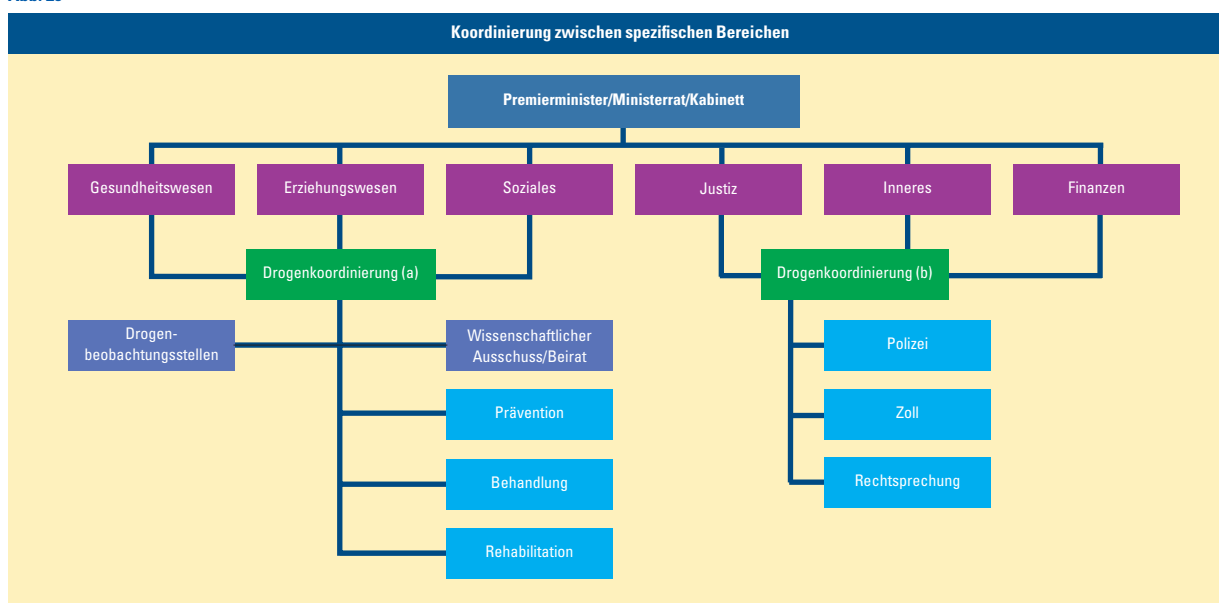 Koordinierung zwischen spezifischen Bereichen
Premierminister/Ministerrat/Kabinett
Gesundheitswesen
Erziehungswesen
Soziales
Justiz
Inneres
Finanzen
Drogenkoordinierung (a)
Drogenkoordinierung (b)
Drogen-
beobachtungsstellen
Wissenschaftlicher
Ausschuss/Beirat
Polizei
Prävention
Zoll
Behandlung
Rechtsprechung
Rehabilitation